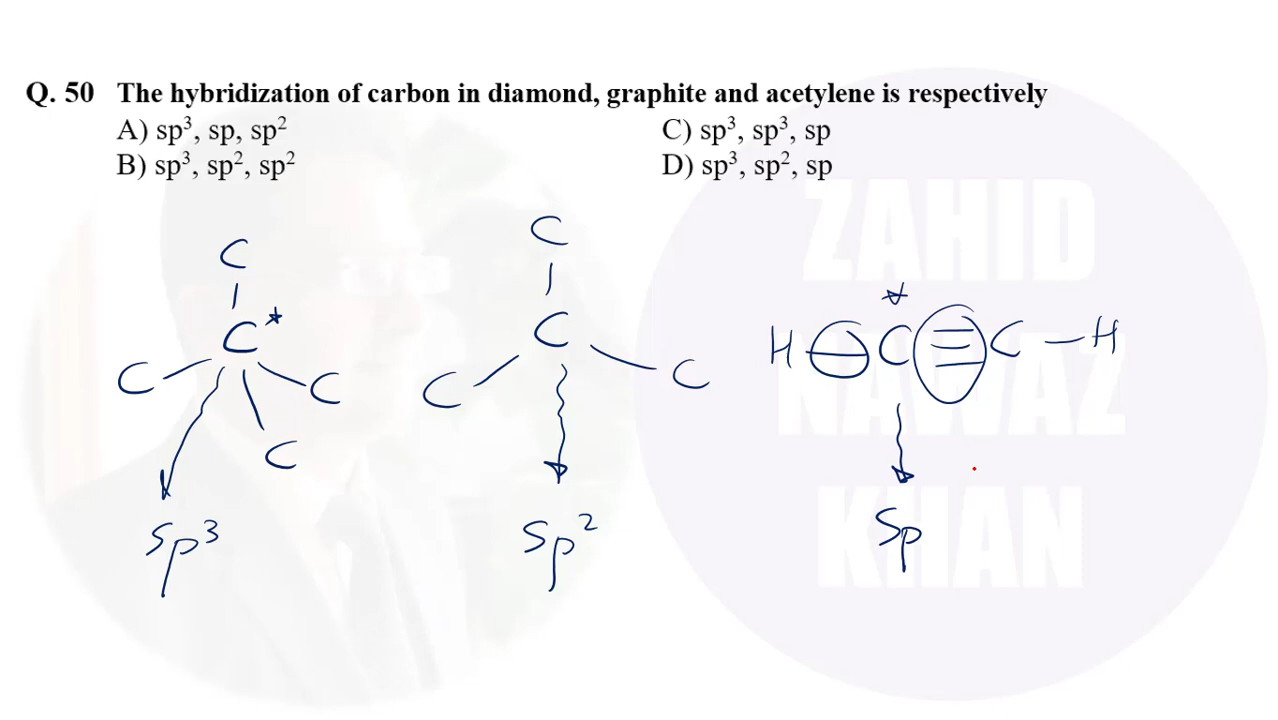 Q. 50 The hybridization of carbon in diamond, graphite and acetylene is respectively
A) sp³, sp, sp²
C) sp³, sp³, sp
B) sp³, sp², sp²
D) sp³, sp², sp
C
C*
C C
C
Sp³
C
C
C C
Sp²
*
H – C ≡ C – H
Sp
ZAHID
NAWAZ
KHAN